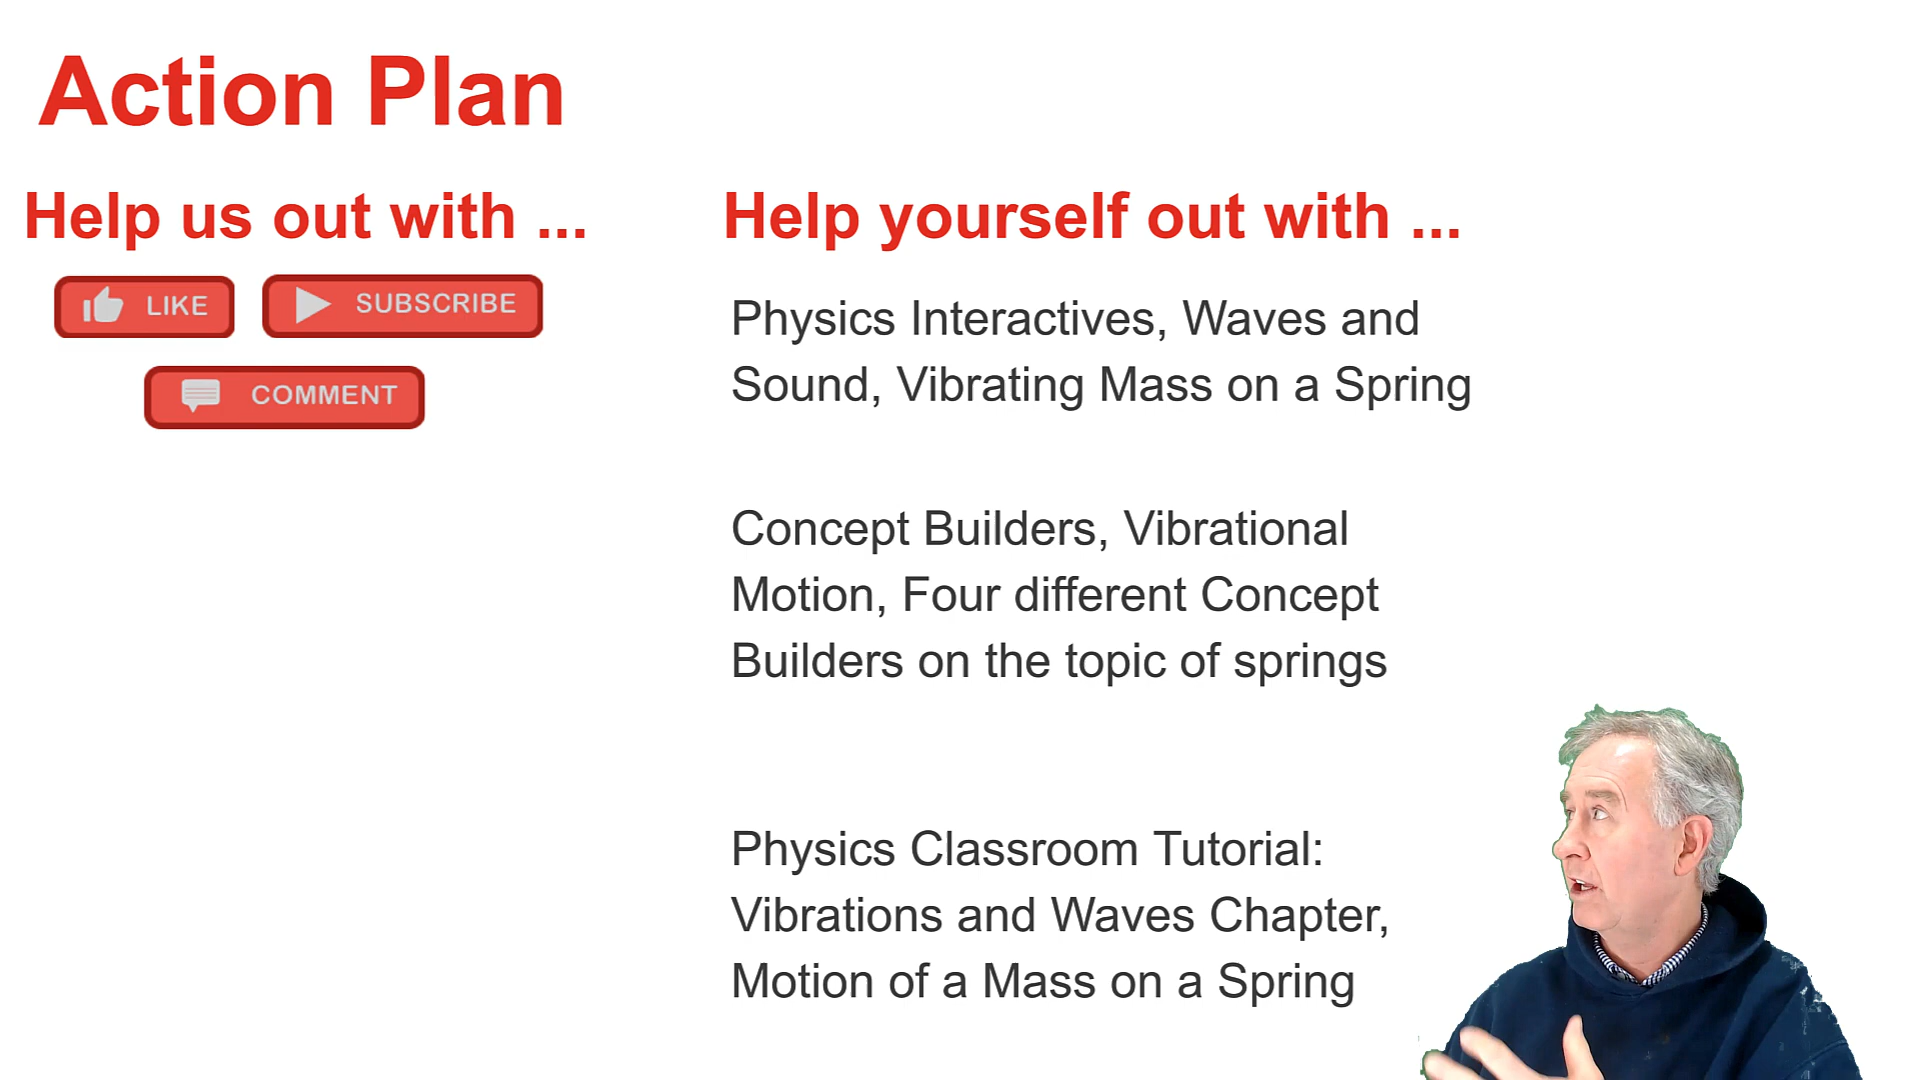 Action Plan
Help us out with ...
LIKE
SUBSCRIBE
COMMENT
Help yourself out with ...
Physics Interactives, Waves and
Sound, Vibrating Mass on a Spring
Concept Builders, Vibrational
Motion, Four different Concept
Builders on the topic of springs
Physics Classroom Tutorial:
Vibrations and Waves Chapter,
Motion of a Mass on a Spring